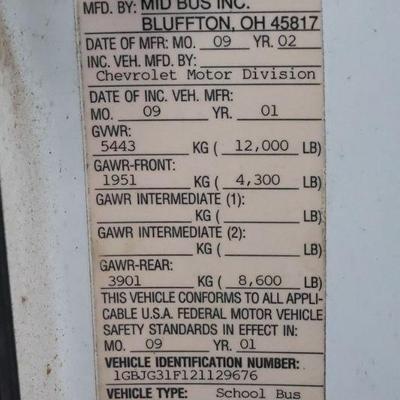 MFD. BY: MID BUS INC.
BLUFFTON, OH 45817
DATE OF MFR: MO. 09 YR. 02
INC. VEH. MFD. BY:
Chevrolet Motor Division
DATE OF INC. VEH. MFR:
MO. 09 YR. 01
GVWR:
5443 KG ( 12,000 LB)
GAWR-FRONT:
1951 KG ( 4,300 LB)
GAWR INTERMEDIATE (1):
KG ( LB)
GAWR INTERMEDIATE (2):
KG ( LB)
GAWR-REAR:
3901 KG ( 8,600 LB)
THIS VEHICLE CONFORMS TO ALL APPLI-
CABLE U.S.A. FEDERAL MOTOR VEHICLE
SAFETY STANDARDS IN EFFECT IN:
MO. 09 YR. 01
VEHICLE IDENTIFICATION NUMBER:
1GBJG31F121129676
VEHICLE TYPE: School Bus